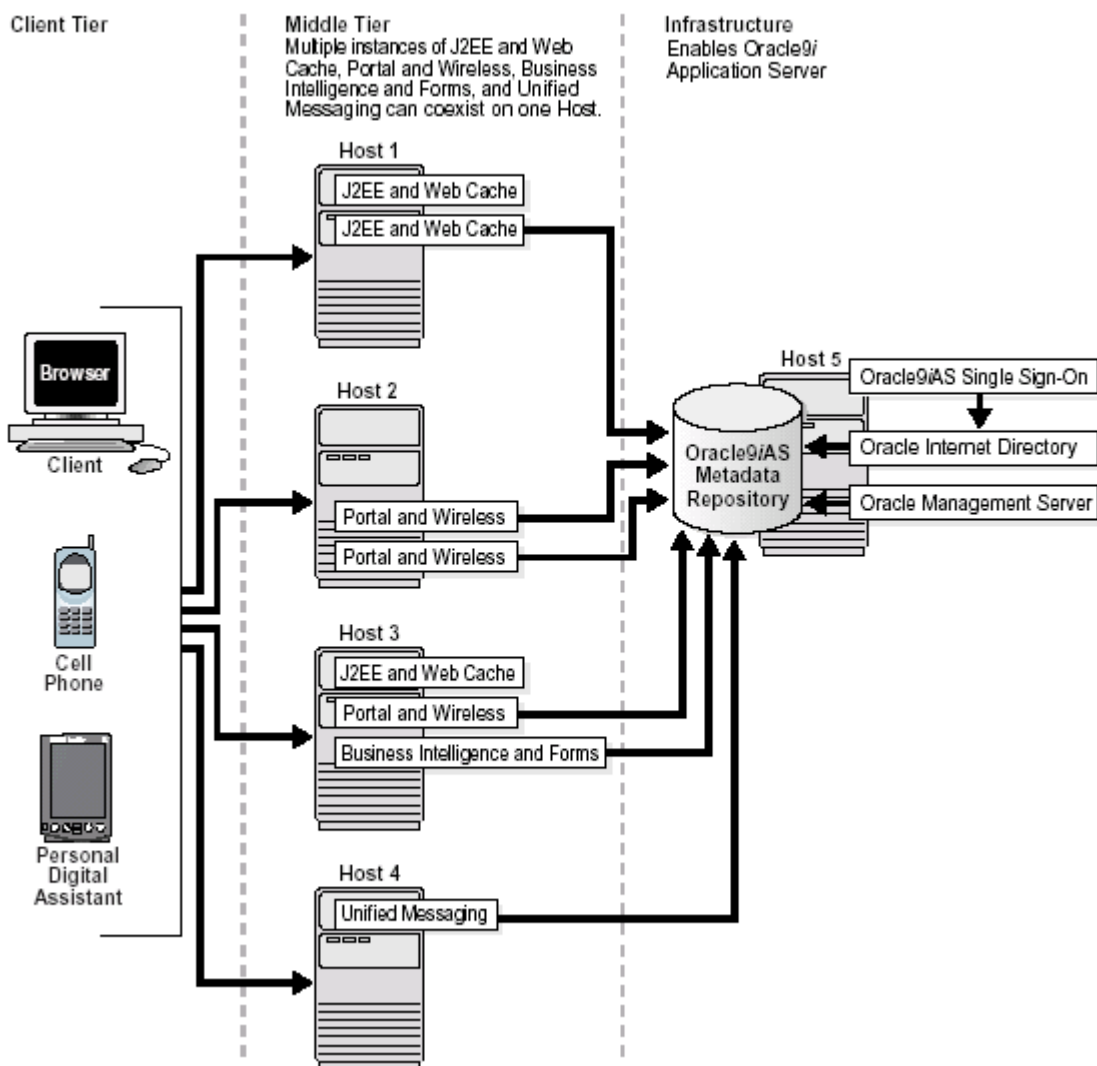 Client Tier
Middle Tier
Multiple instances of J2EE and Web
Cache, Portal and Wireless, Business
Intelligence and Forms, and Unified
Messaging can coexist on one Host.
Infrastructure
Enables Oracle9i
Application Server
Host 1
J2EE and Web Cache
J2EE and Web Cache
Browser
Client
Cell
Phone
Personal
Digital
Assistant
Host 2
Portal and Wireless
Portal and Wireless
Host 3
J2EE and Web Cache
Portal and Wireless
Business Intelligence and Forms
Host 4
Unified Messaging
Host 5
Oracle9iAS
Metadata
Repository
Oracle9iAS Single Sign-On
Oracle Internet Directory
Oracle Management Server